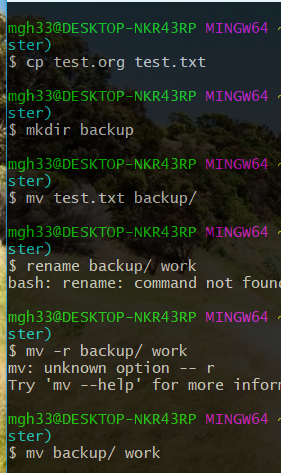 mgh33@DESKTOP-NKR43RP MINGW64 ~
ster)
$ cp test.org test.txt
mgh33@DESKTOP-NKR43RP MINGW64 ~
ster)
$ mkdir backup
mgh33@DESKTOP-NKR43RP MINGW64 ~
ster)
$ mv test.txt backup/
mgh33@DESKTOP-NKR43RP MINGW64 ~
ster)
$ rename backup/ work
bash: rename: command not foun
mgh33@DESKTOP-NKR43RP MINGW64 ~
ster)
$ mv -r backup/ work
mv: unknown option -- r
Try 'mv --help' for more infor
mgh33@DESKTOP-NKR43RP MINGW64 ~
ster)
$ mv backup/ work